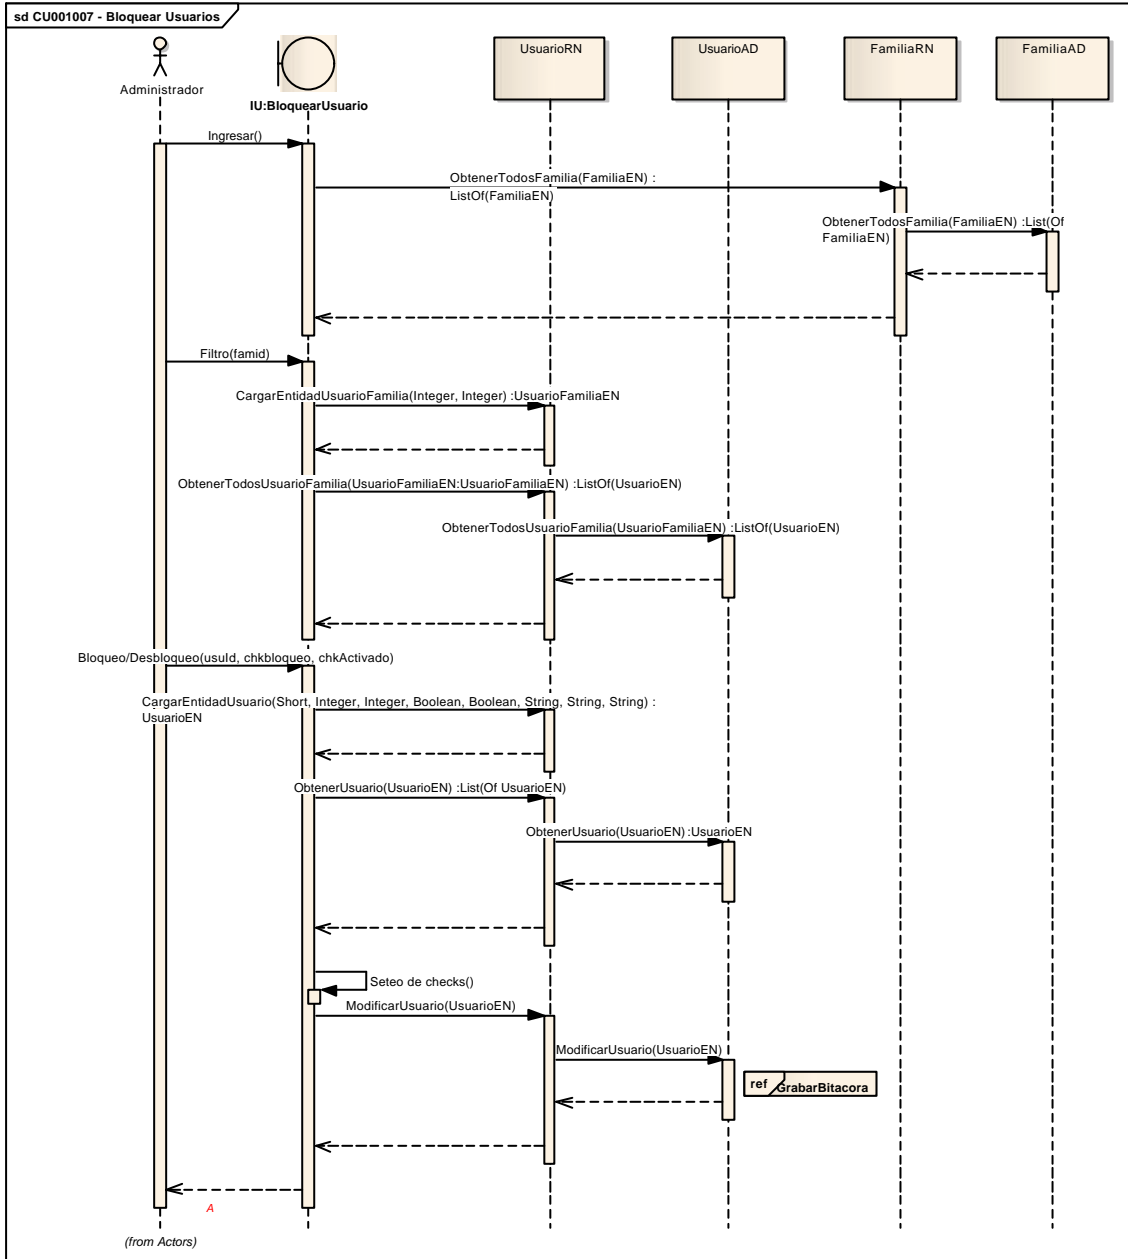 sd CU001007 - Bloquear Usuarios
Administrador
IU:BloquearUsuario
UsuarioRN
UsuarioAD
FamiliaRN
FamiliaAD
Ingresar()
ObtenerTodosFamilia(FamiliaEN) :
ListOf(FamiliaEN)
ObtenerTodosFamilia(FamiliaEN) :List(Of
FamiliaEN)
Filtro(famid)
CargarEntidadUsuarioFamilia(Integer, Integer) :UsuarioFamiliaEN
ObtenerTodosUsuarioFamilia(UsuarioFamiliaEN:UsuarioFamiliaEN) :ListOf(UsuarioEN)
ObtenerTodosUsuarioFamilia(UsuarioFamiliaEN) :ListOf(UsuarioEN)
Bloqueo/Desbloqueo(usuId, chkbloqueo, chkActivado)
CargarEntidadUsuario(Short, Integer, Integer, Boolean, Boolean, String, String, String) :
UsuarioEN
ObtenerUsuario(UsuarioEN) :List(Of UsuarioEN)
ObtenerUsuario(UsuarioEN) :UsuarioEN
Seteo de checks()
ModificarUsuario(UsuarioEN)
ModificarUsuario(UsuarioEN)
ref
GrabarBitacora
A
(from Actors)